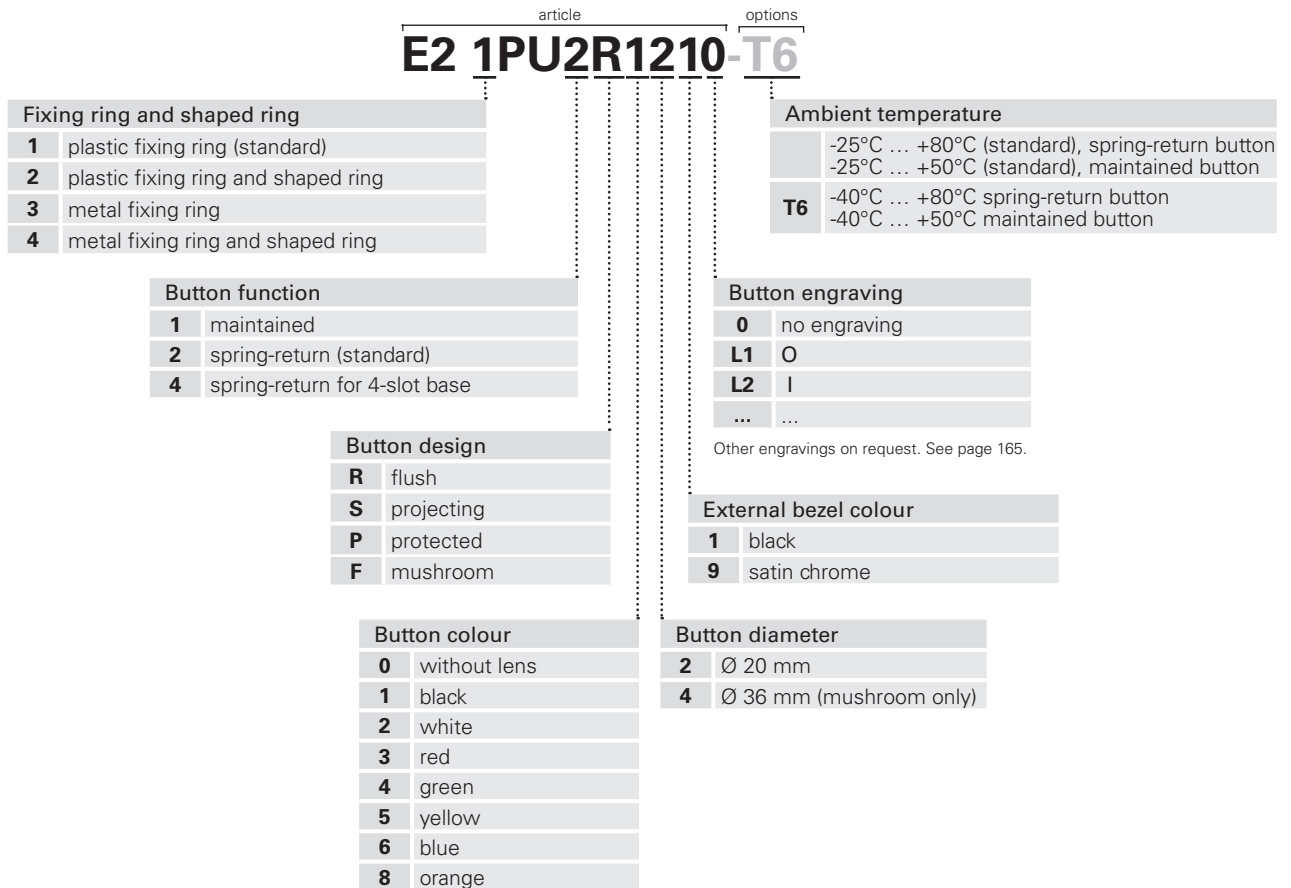 article
options
E2 1PU2R1210-T6
Fixing ring and shaped ring
1 plastic fixing ring (standard)
2 plastic fixing ring and shaped ring
3 metal fixing ring
4 metal fixing ring and shaped ring
Ambient temperature
-25°C … +80°C (standard), spring-return button
-25°C … +50°C (standard), maintained button
T6 -40°C … +80°C spring-return button
-40°C … +50°C maintained button
Button function
1 maintained
2 spring-return (standard)
4 spring-return for 4-slot base
Button engraving
0 no engraving
L1 O
L2 I
... ...
Other engravings on request. See page 165.
Button design
R flush
S projecting
P protected
F mushroom
External bezel colour
1 black
9 satin chrome
Button colour
0 without lens
1 black
2 white
3 red
4 green
5 yellow
6 blue
8 orange
Button diameter
2 Ø 20 mm
4 Ø 36 mm (mushroom only)